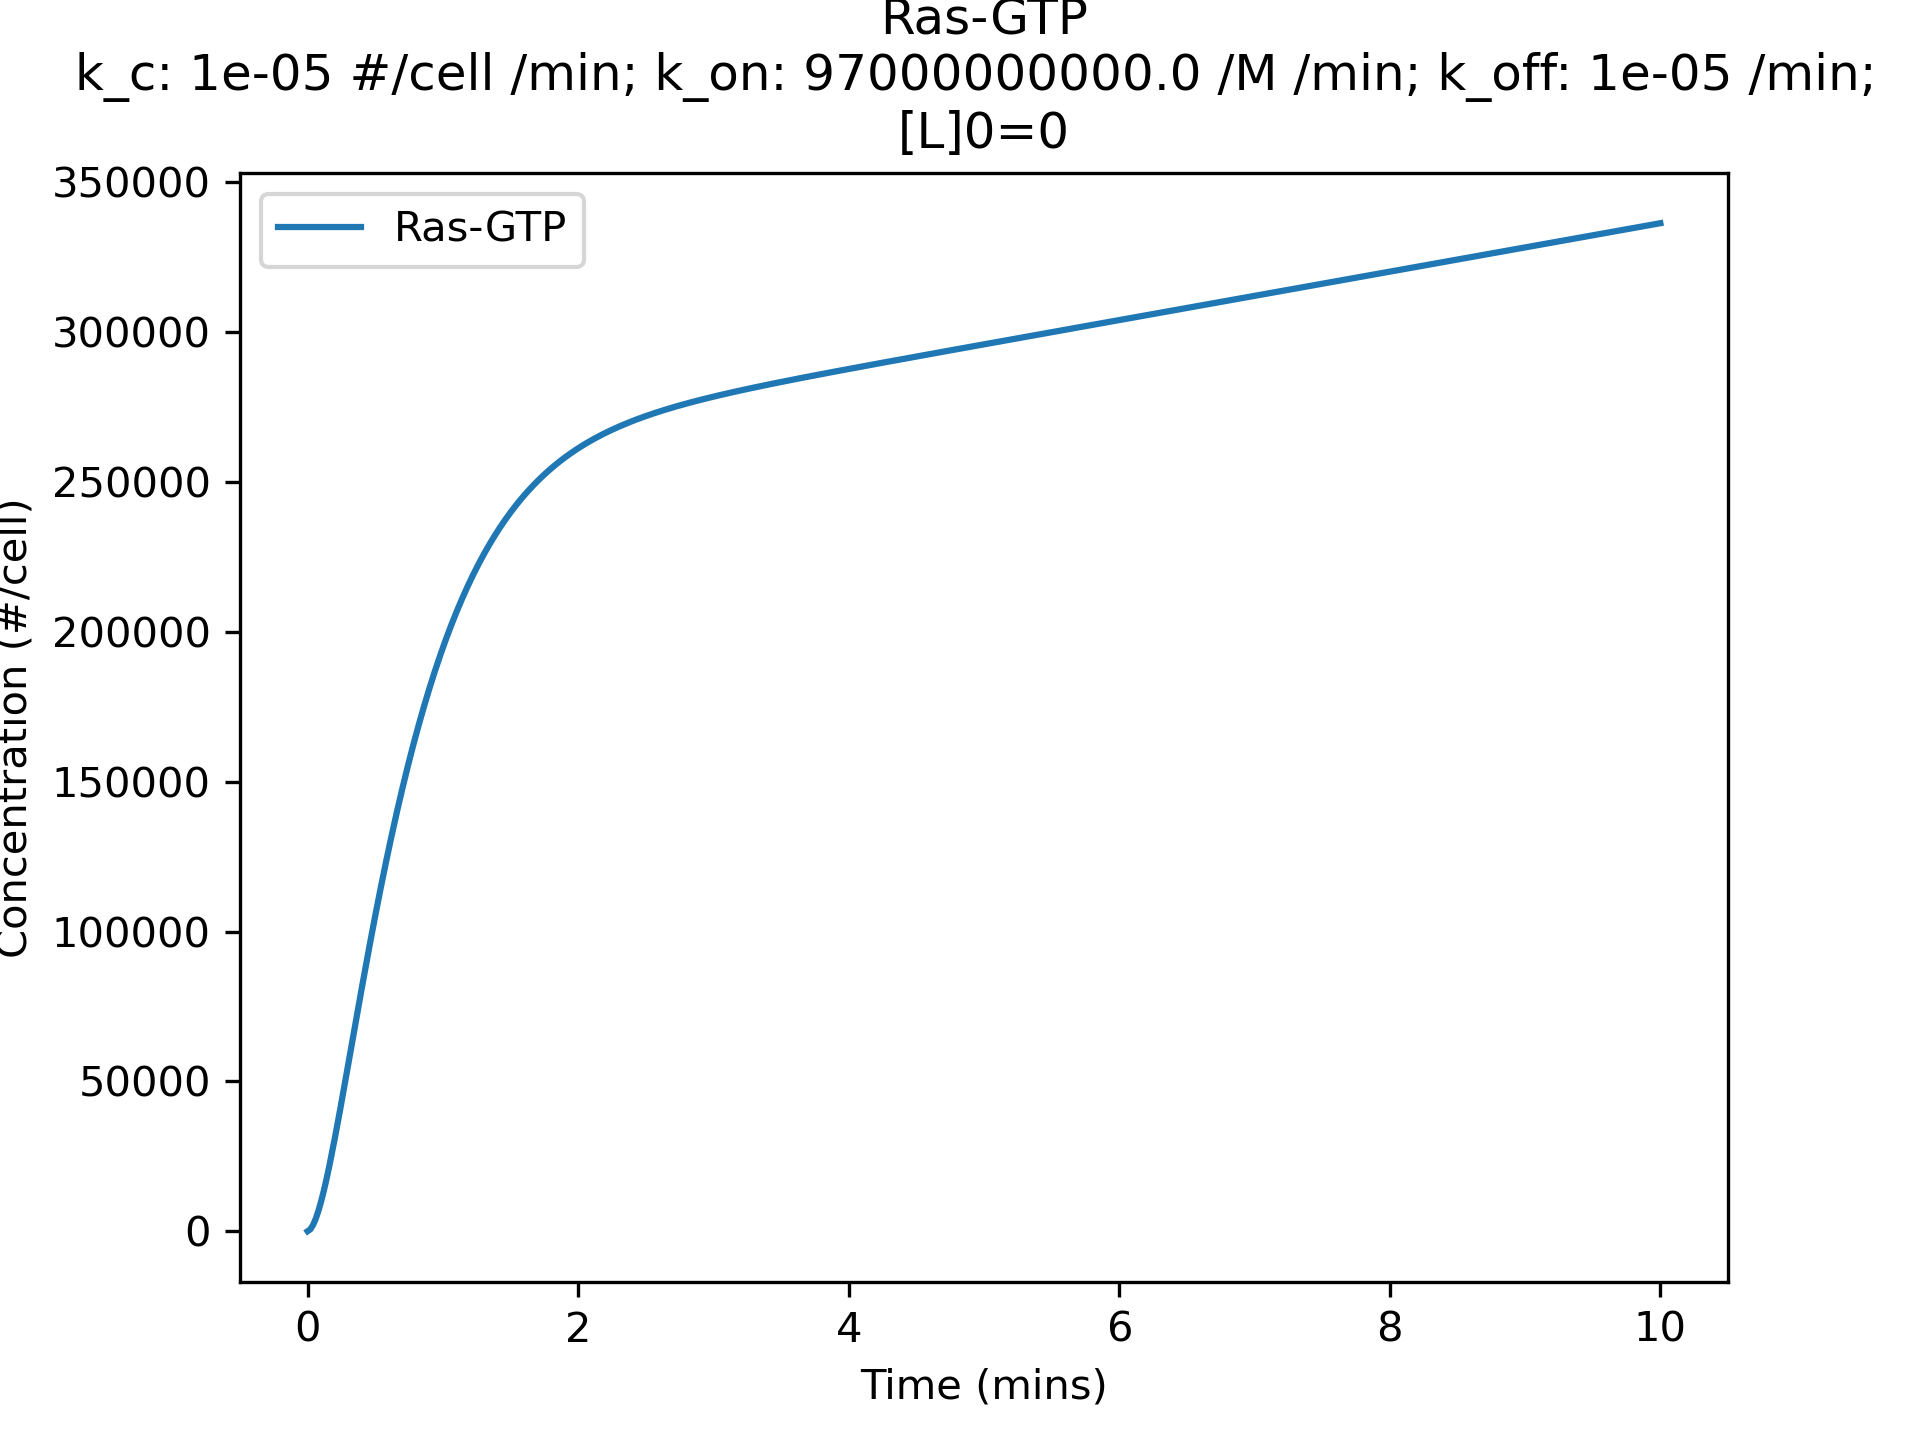 Ras-GTP
k_c: 1e-05 #/cell /min; k_on: 97000000000.0 /M /min; k_off: 1e-05 /min;
[L]0=0
350000
Ras-GTP
300000
250000
200000
150000
100000
50000
0
Concentration (#/cell)
0 2 4 6 8 10
Time (mins)